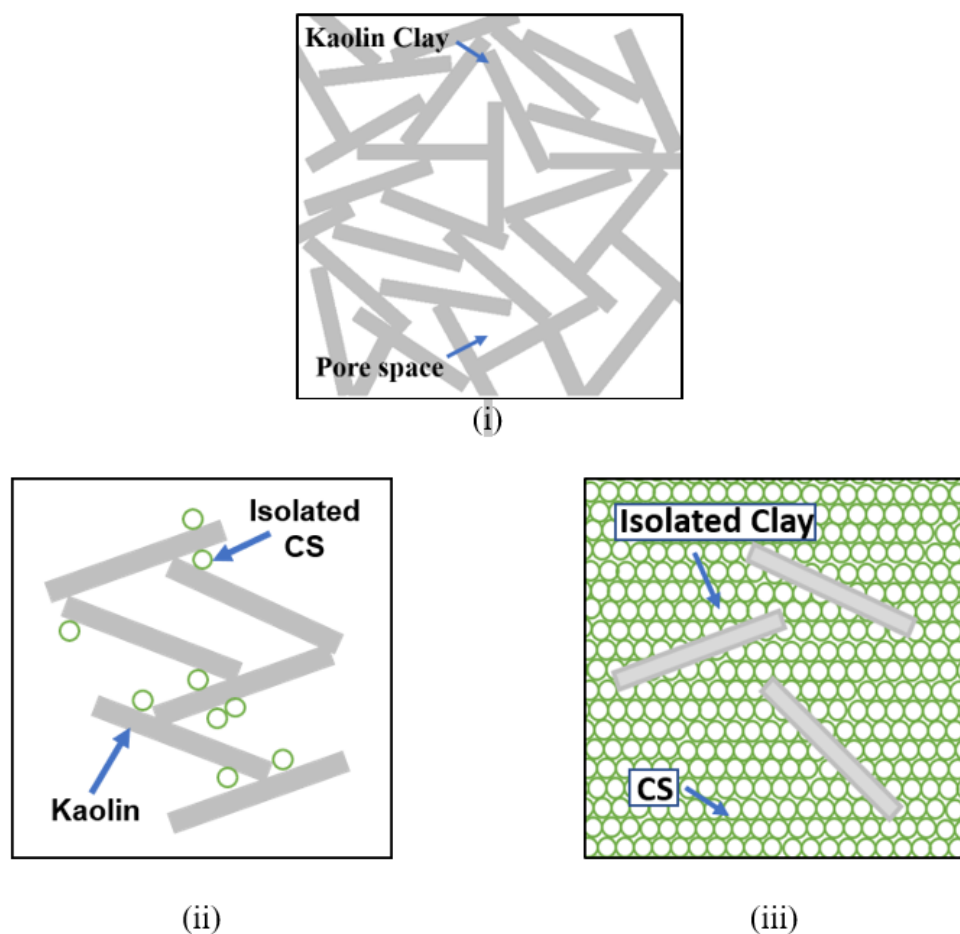 Kaolin Clay
Pore space
(i)
Isolated
CS
Kaolin
(ii)
Isolated Clay
CS
(iii)